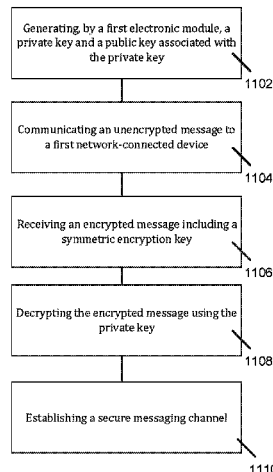 Generating, by a first electronic module, a
private key and a public key associated with
the private key
1102
Communicating an unencrypted message to
a first network-connected device
1104
Receiving an encrypted message including a
symmetric encryption key
1106
Decrypting the encrypted message using the
private key
1108
Establishing a secure messaging channel
1110